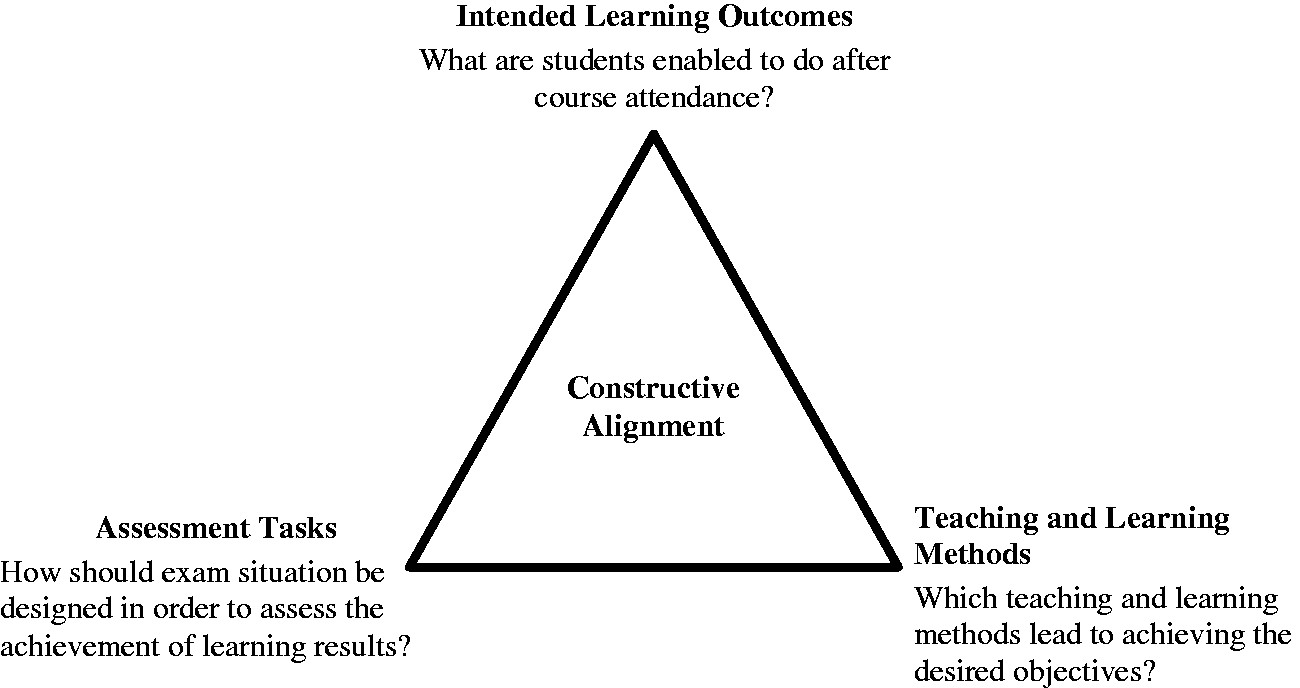 Intended Learning Outcomes
What are students enabled to do after
course attendance?
Constructive
Alignment
Assessment Tasks
How should exam situation be
designed in order to assess the
achievement of learning results?
Teaching and Learning
Methods
Which teaching and learning
methods lead to achieving the
desired objectives?